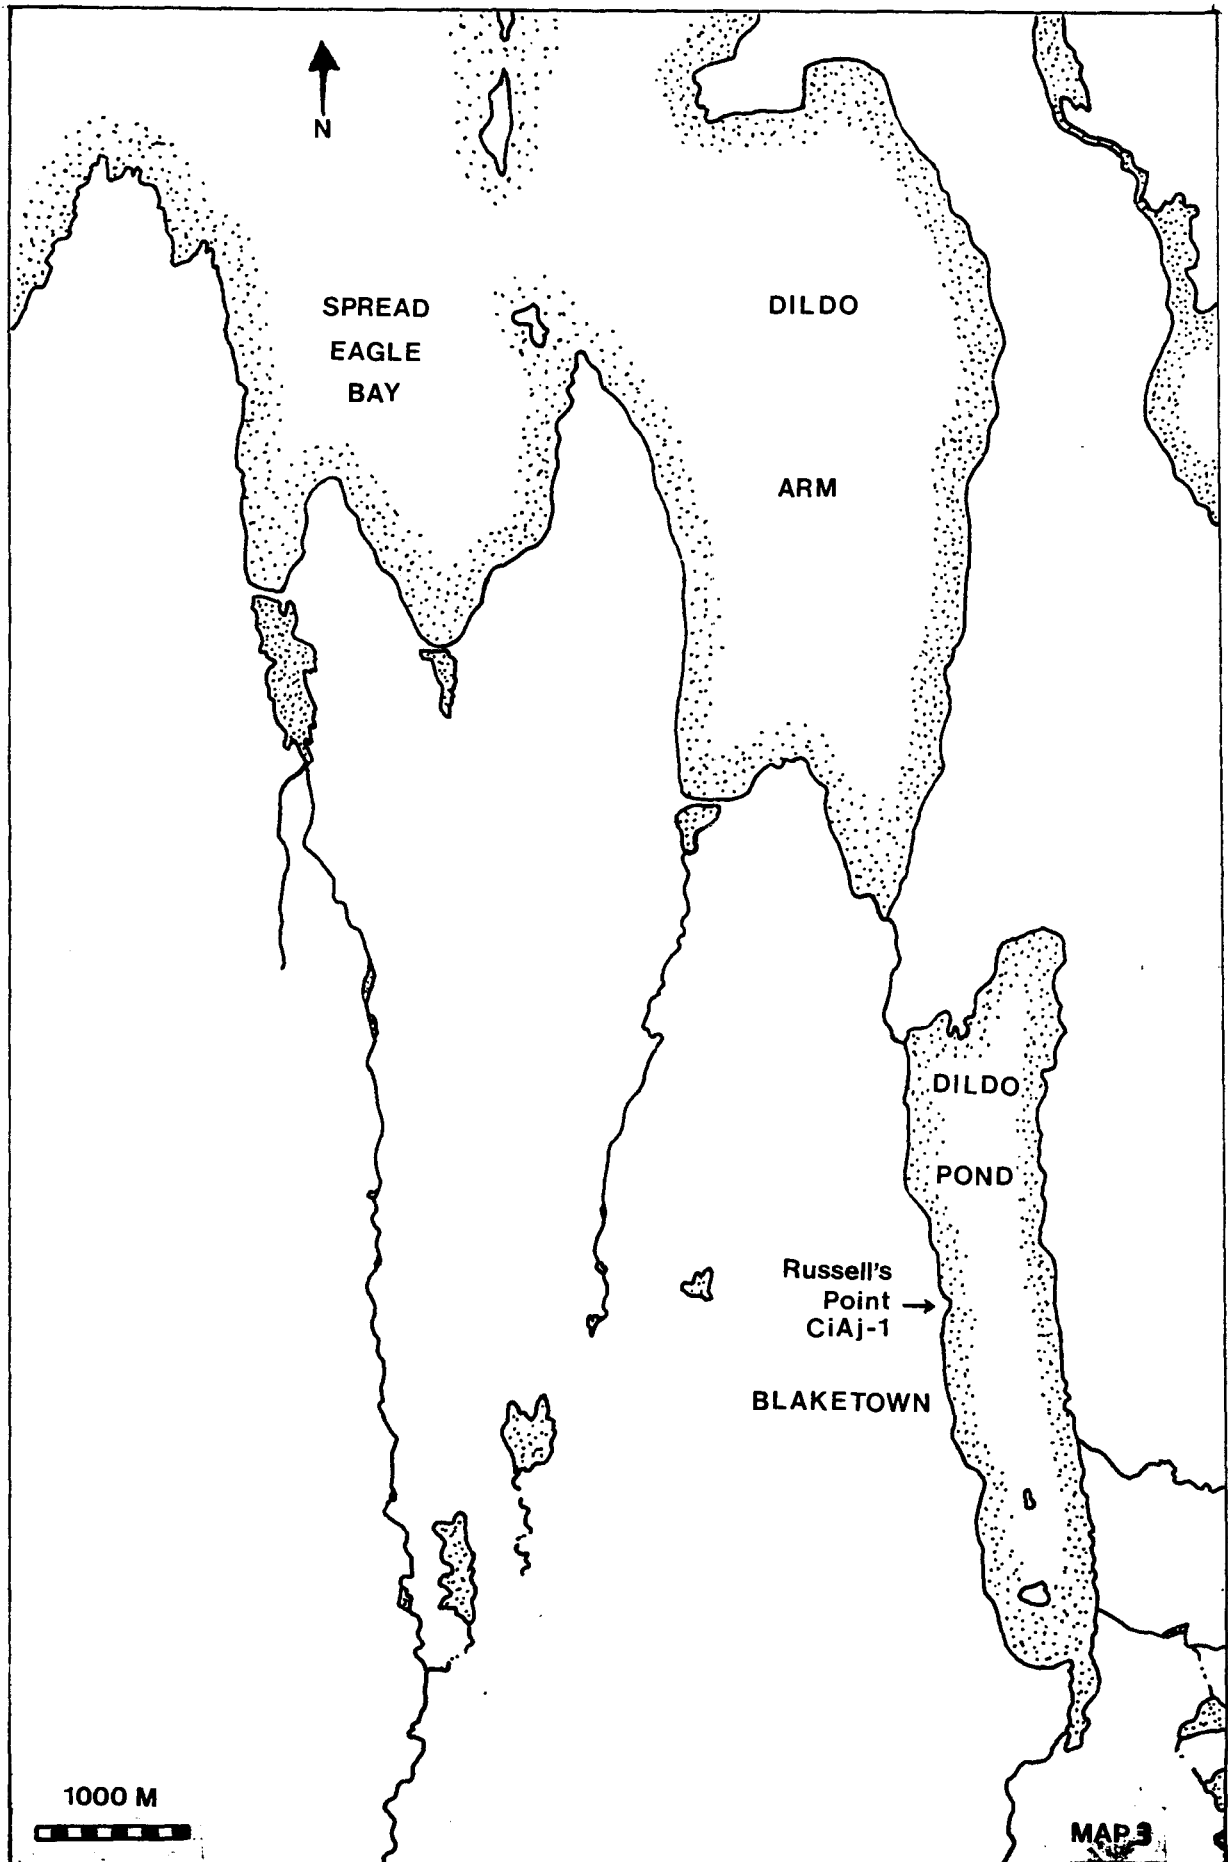 N
SPREAD
EAGLE
BAY
DILDO
ARM
DILDO
POND
Russell's
Point
CiAj-1
BLAKETOWN
1000 M
MAP 3